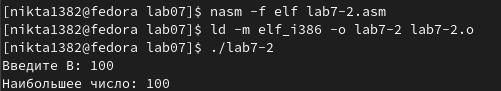 [nikta1382@fedora lab07]$ nasm -f elf lab7-2.asm
[nikta1382@fedora lab07]$ ld -m elf_i386 -o lab7-2 lab7-2.o
[nikta1382@fedora lab07]$ ./lab7-2
Введите В: 100
Наибольшее число: 100